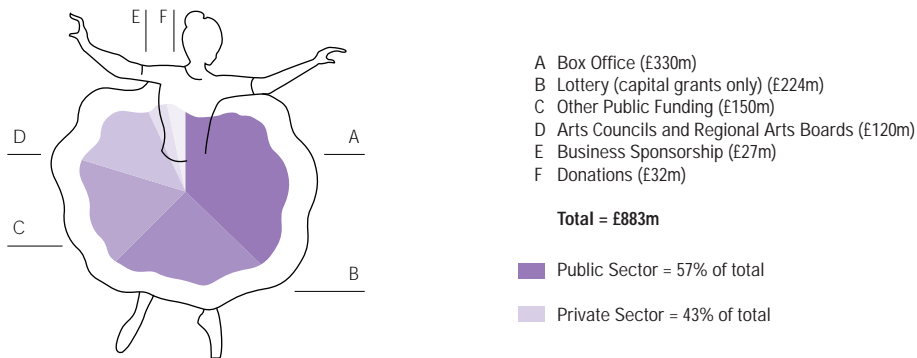 E F
D
A
C
B
A Box Office (£330m)
B Lottery (capital grants only) (£224m)
C Other Public Funding (£150m)
D Arts Councils and Regional Arts Boards (£120m)
E Business Sponsorship (£27m)
F Donations (£32m)
Total = £883m
Public Sector = 57% of total
Private Sector = 43% of total